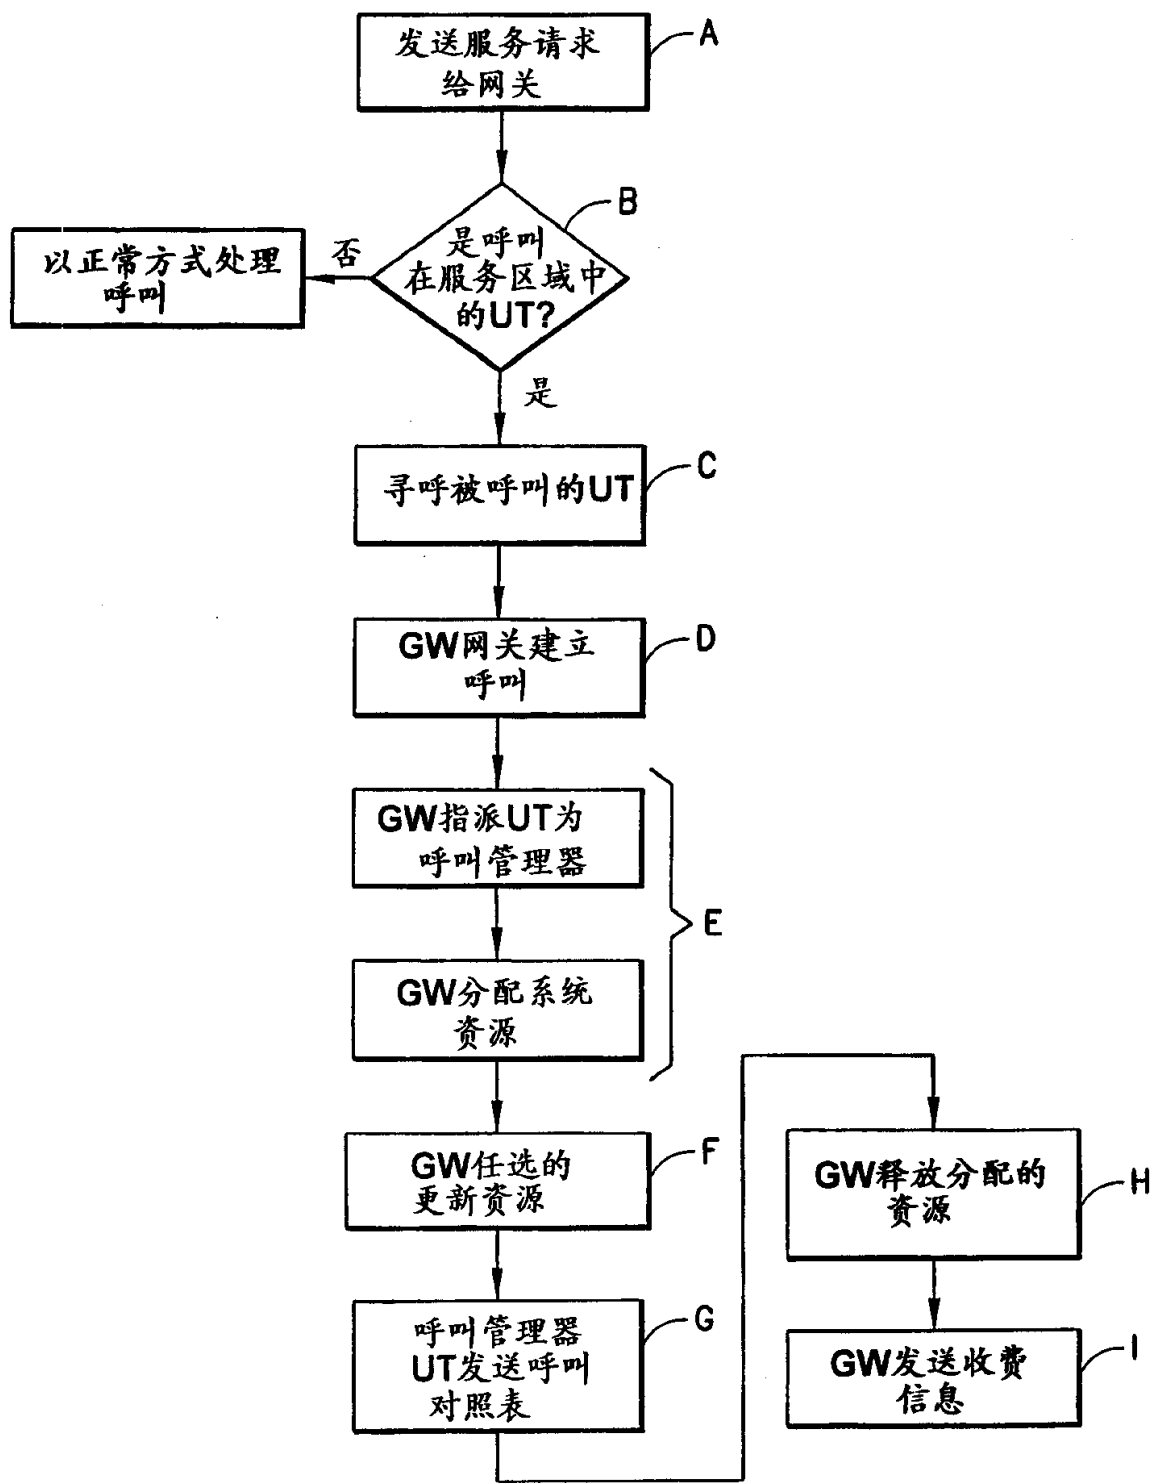 发送服务请求
给网关
A
B
是呼叫
在服务区域中
的UT?
否
以正常方式处理
呼叫
是
寻呼被呼叫的UT
C
GW网关建立
呼叫
D
GW指派UT为
呼叫管理器
E
GW分配系统
资源
GW任选的
更新资源
F
呼叫管理器
UT发送呼叫
对照表
G
GW释放分配的
资源
H
GW发送收费
信息
I